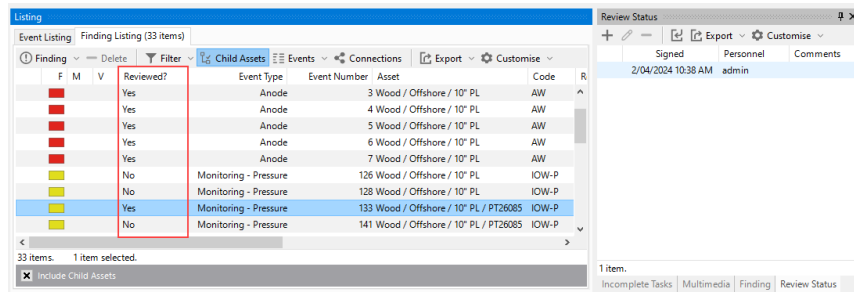 Listing
Event Listing Finding Listing (33 items)
Finding Delete Filter Child Assets Events Connections Export Customise
F M V Reviewed? Event Type Event Number Asset Code R
Yes Anode 3 Wood / Offshore / 10" PL AW
Yes Anode 4 Wood / Offshore / 10" PL AW
Yes Anode 5 Wood / Offshore / 10" PL AW
Yes Anode 6 Wood / Offshore / 10" PL AW
Yes Anode 7 Wood / Offshore / 10" PL AW
No Monitoring - Pressure 126 Wood / Offshore / 10" PL IOW-P
No Monitoring - Pressure 128 Wood / Offshore / 10" PL IOW-P
Yes Monitoring - Pressure 133 Wood / Offshore / 10" PL / PT26085 IOW-P
No Monitoring - Pressure 141 Wood / Offshore / 10" PL / PT26085 IOW-P
33 items. 1 item selected.
Include Child Assets
Review Status
Export Customise
Signed Personnel Comments
2/04/2024 10:38 AM admin
1 item.
Incomplete Tasks Multimedia Finding Review Status